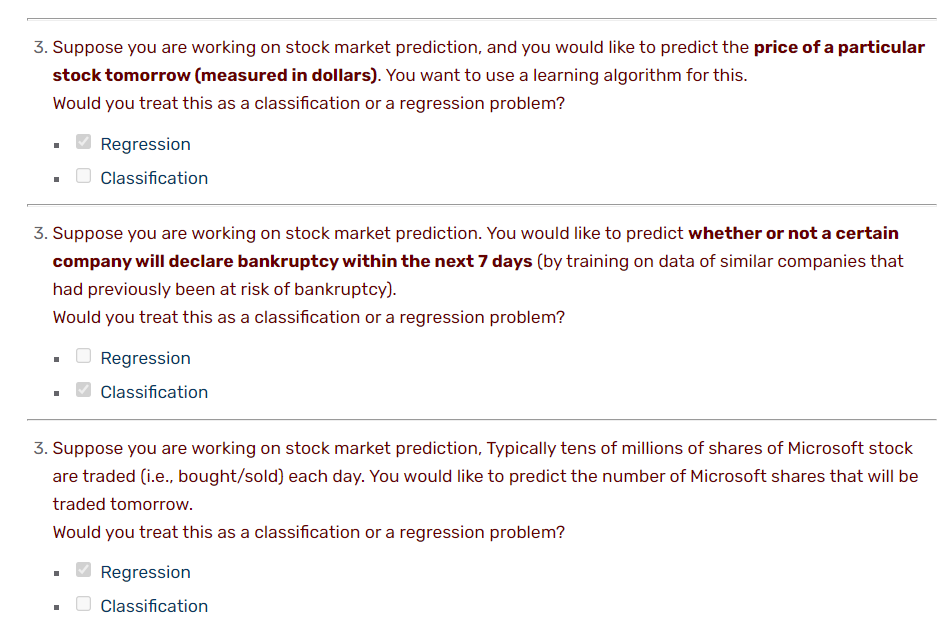 3. Suppose you are working on stock market prediction, and you would like to predict the price of a particular
stock tomorrow (measured in dollars). You want to use a learning algorithm for this.
Would you treat this as a classification or a regression problem?
Regression
Classification
3. Suppose you are working on stock market prediction. You would like to predict whether or not a certain
company will declare bankruptcy within the next 7 days (by training on data of similar companies that
had previously been at risk of bankruptcy).
Would you treat this as a classification or a regression problem?
Regression
Classification
3. Suppose you are working on stock market prediction, Typically tens of millions of shares of Microsoft stock
are traded (i.e., bought/sold) each day. You would like to predict the number of Microsoft shares that will be
traded tomorrow.
Would you treat this as a classification or a regression problem?
Regression
Classification